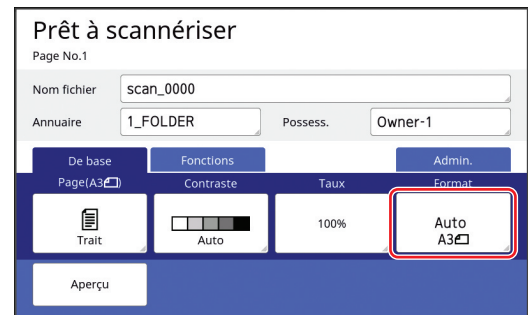 Prêt à scannériser
Page No.1
Nom fichier scan_0000
Annuaire 1_FOLDER Possess. Owner-1
De base Fonctions Admin.
Page(A3) Contraste Taux Format
Trait Auto 100% Auto
A3
Aperçu